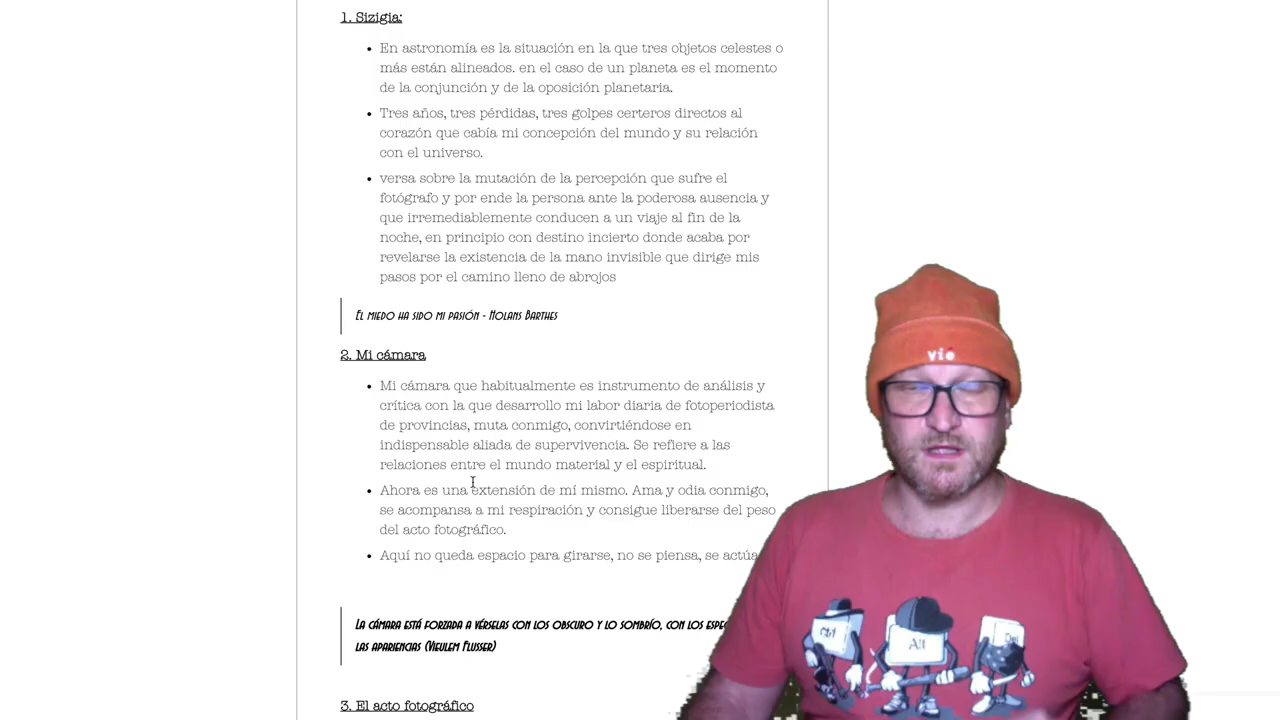 1. Sizigia:
En astronomía es la situación en la que tres objetos celestes o
más están alineados. en el caso de un planeta es el momento
de la conjunción y de la oposición planetaria.
Tres años, tres pérdidas, tres golpes certeros directos al
corazón que cabía mi concepción del mundo y su relación
con el universo.
versa sobre la mutación de la percepción que sufre el
fotógrafo y por ende la persona ante la poderosa ausencia y
que irremediablemente conducen a un viaje al fin de la
noche, en principio con destino incierto donde acaba por
revelarse la existencia de la mano invisible que dirige mis
pasos por el camino lleno de abrojos
El miedo ha sido mi pasión - Holans Barthes
2. Mi cámara
Mi cámara que habitualmente es instrumento de análisis y
crítica con la que desarrollo mi labor diaria de fotoperiodista
de provincias, muta conmigo, convirtiéndose en
indispensable aliada de supervivencia. Se refiere a las
relaciones entre el mundo material y el espiritual.
Ahora es una extensión de mí mismo. Ama y odia conmigo,
se acompansa a mi respiración y consigue liberarse del peso
del acto fotográfico.
Aquí no queda espacio para girarse, no se piensa, se actúa
La cámara está forzada a vérselas con los obscuro y lo sombrío, con los
las apariencias (Vieulem Flusser)
3. El acto fotográfico
vie
Ctrl
Alt
Del